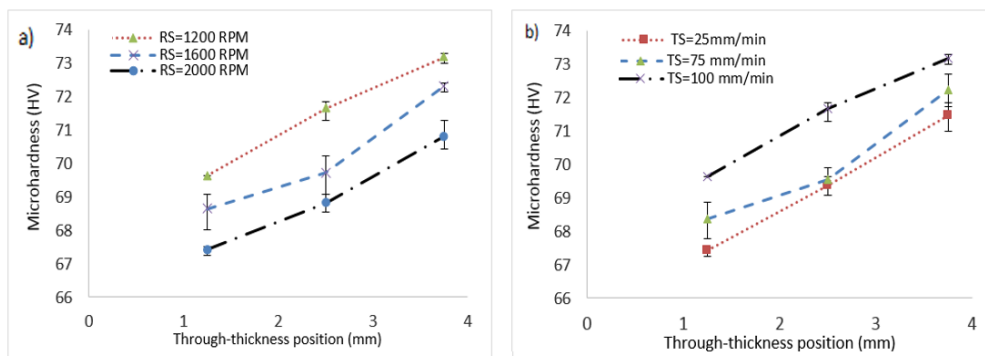 a)
RS=1200 RPM
RS=1600 RPM
RS=2000 RPM
Microhardness (HV)
74
73
72
71
70
69
68
67
66
0 1 2 3 4
Through-thickness position (mm)
b)
TS=25mm/min
TS=75 mm/min
TS=100 mm/min
Microhardness (HV)
74
73
72
71
70
69
68
67
66
0 1 2 3 4
Through-thickness position (mm)